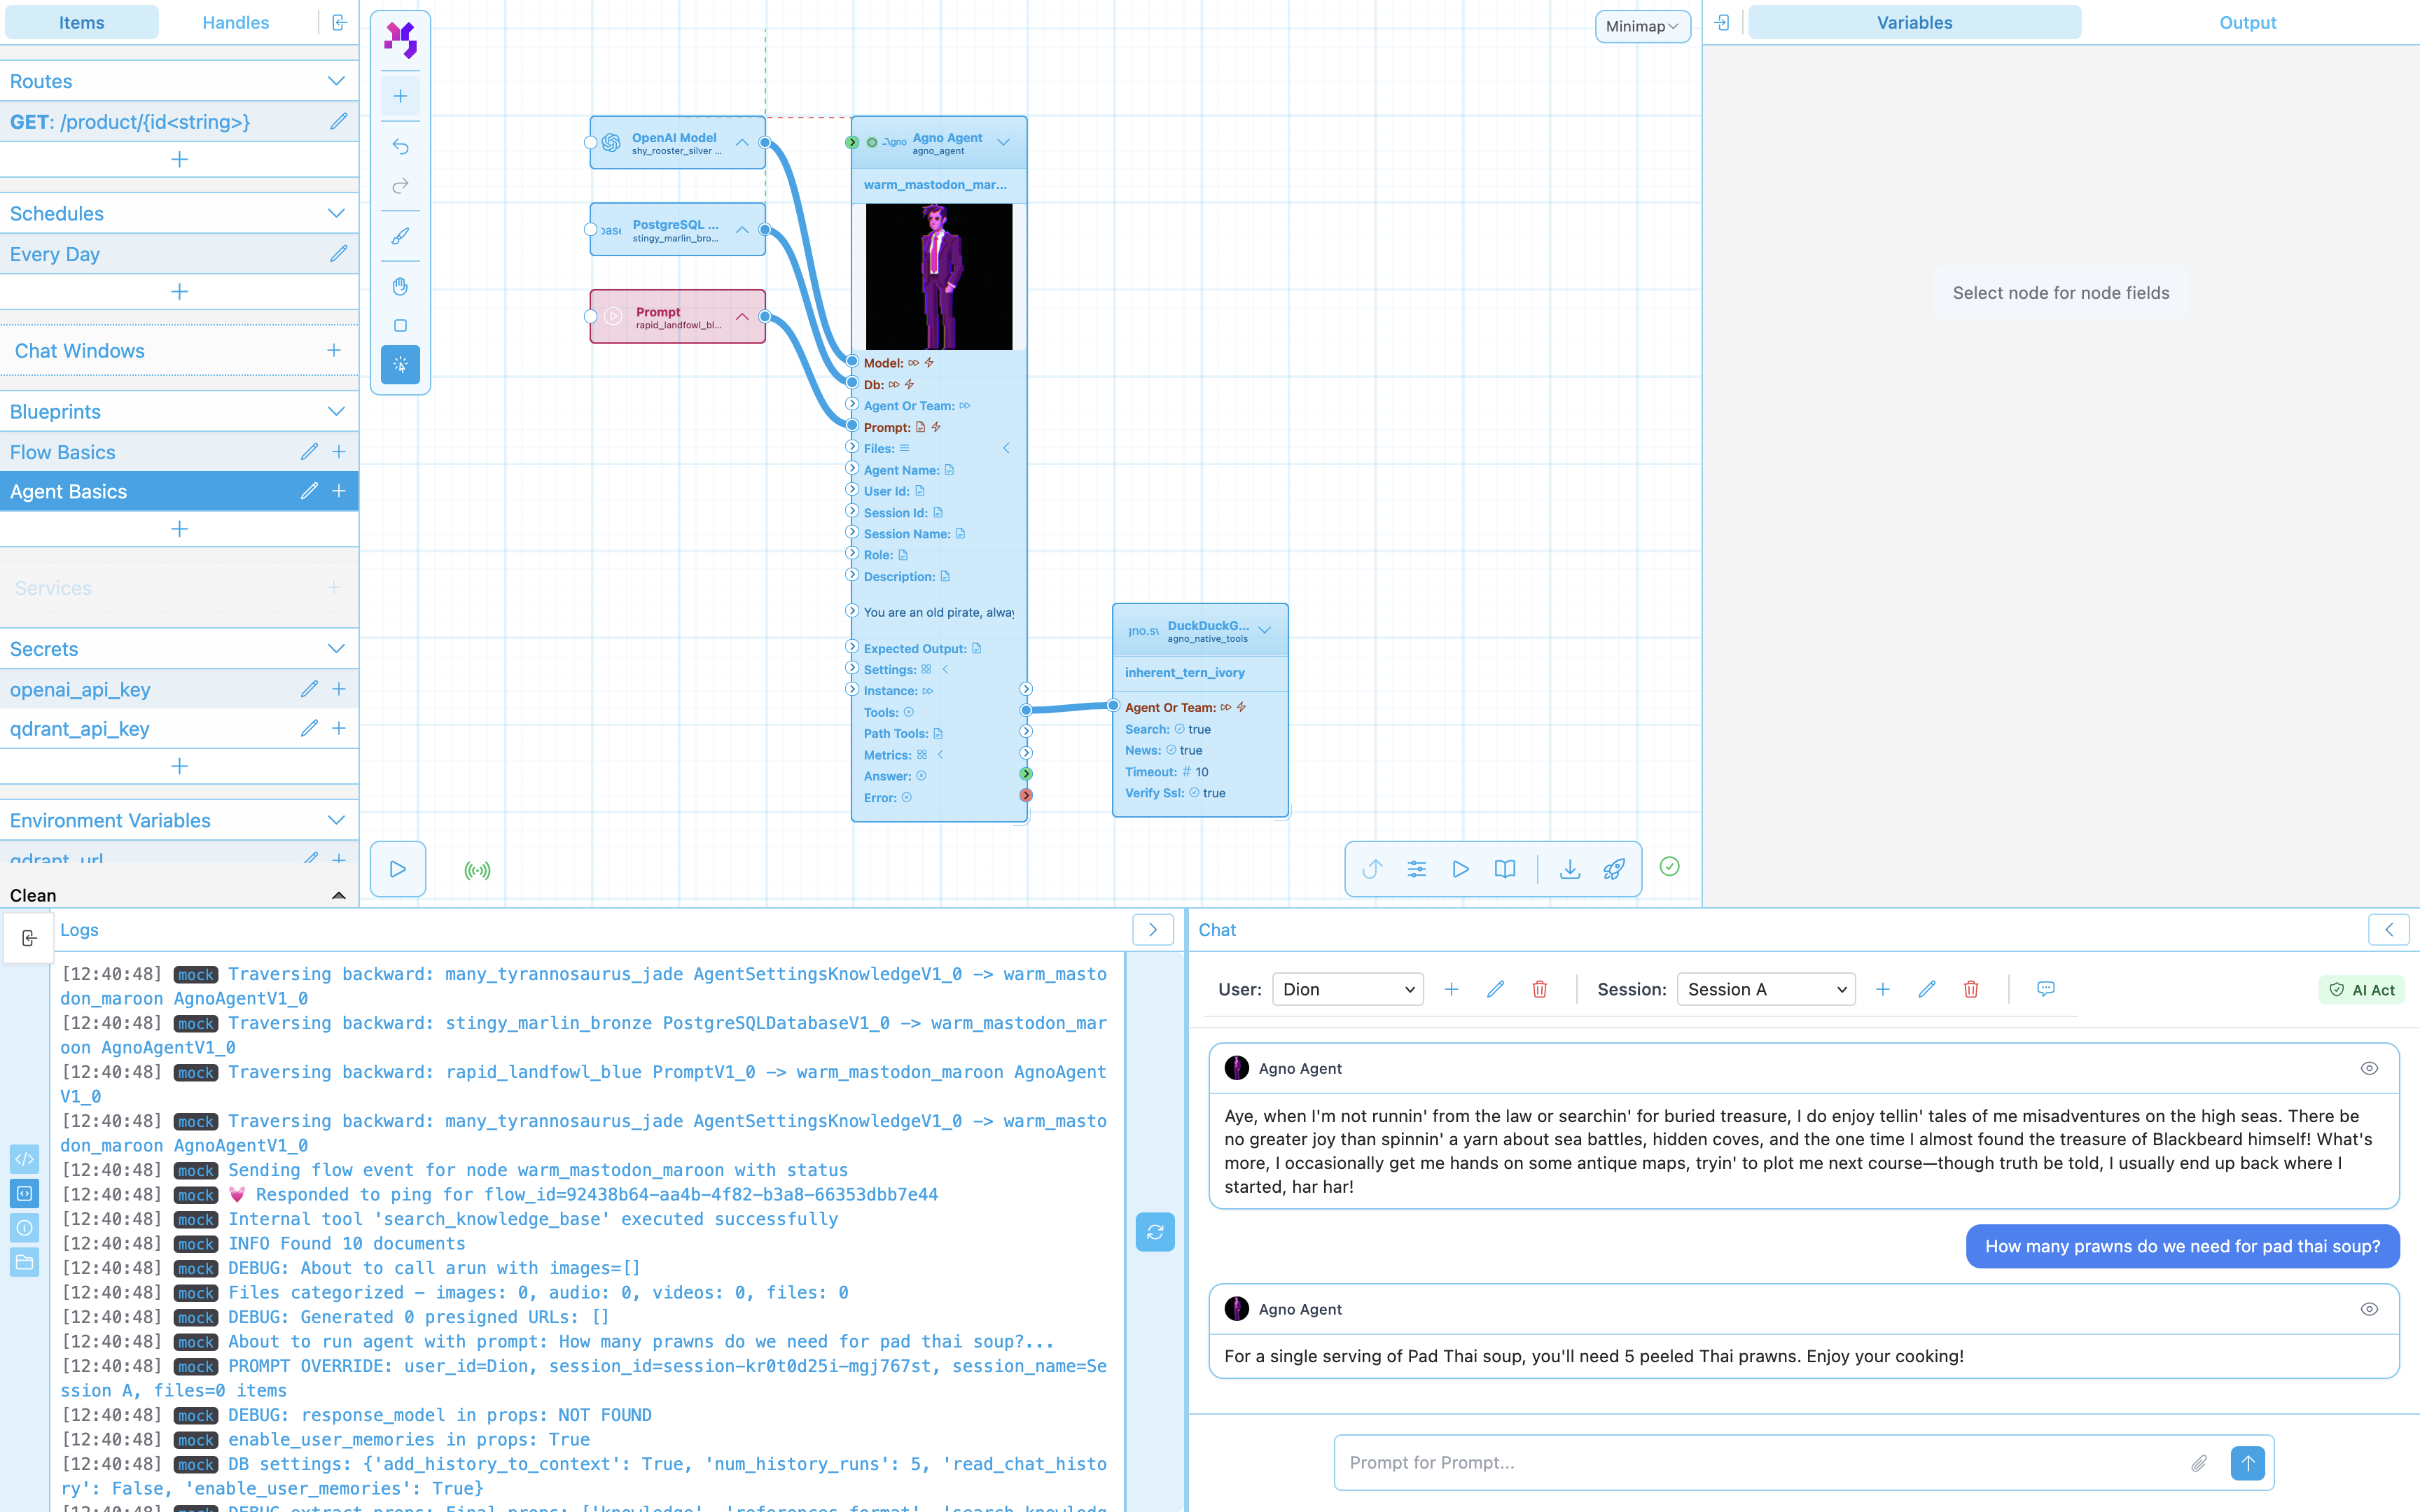 Items
Handles
Routes
GET: /product/{id<string>}
Schedules
Every Day
Chat Windows
Blueprints
Flow Basics
Agent Basics
Services
Secrets
openai_api_key
qdrant_api_key
Environment Variables
qdrant_url
Clean
Minimap
OpenAI Model
shy_rooster_silver ...
PostgreSQL ...
stingy_marlin_bro...
Prompt
rapid_landfowl_bl...
Agno Agent
agno_agent
warm_mastodon_mar...
Model:
Db:
Agent Or Team:
Prompt:
Files:
Agent Name:
User Id:
Session Id:
Session Name:
Role:
Description:
You are an old pirate, alway
Expected Output:
Settings:
Instance:
Tools:
Path Tools:
Metrics:
Answer:
Error:
DuckDuckG...
agno_native_tools
inherent_tern_ivory
Agent Or Team:
Search: true
News: true
Timeout: # 10
Verify Ssl: true
Variables
Output
Select node for node fields
Logs
[12:40:48] mock Traversing backward: many_tyrannosaurus_jade AgentSettingsKnowledgeV1_0 -> warm_masto
don_maroon AgnoAgentV1_0
[12:40:48] mock Traversing backward: stingy_marlin_bronze PostgreSQLDatabaseV1_0 -> warm_mastodon_mar
oon AgnoAgentV1_0
[12:40:48] mock Traversing backward: rapid_landfowl_blue PromptV1_0 -> warm_mastodon_maroon AgnoAgent
V1_0
[12:40:48] mock Traversing backward: many_tyrannosaurus_jade AgentSettingsKnowledgeV1_0 -> warm_masto
don_maroon AgnoAgentV1_0
[12:40:48] mock Sending flow event for node warm_mastodon_maroon with status
[12:40:48] mock 💓 Responded to ping for flow_id=92438b64-aa4b-4f82-b3a8-66353dbb7e44
[12:40:48] mock Internal tool 'search_knowledge_base' executed successfully
[12:40:48] mock INFO Found 10 documents
[12:40:48] mock DEBUG: About to call arun with images=[]
[12:40:48] mock Files categorized - images: 0, audio: 0, videos: 0, files: 0
[12:40:48] mock DEBUG: Generated 0 presigned URLs: []
[12:40:48] mock About to run agent with prompt: How many prawns do we need for pad thai soup?...
[12:40:48] mock PROMPT OVERRIDE: user_id=Dion, session_id=session-kr0t0d25i-mgj767st, session_name=Se
ssion A, files=0 items
[12:40:48] mock DEBUG: response_model in props: NOT FOUND
[12:40:48] mock enable_user_memories in props: True
[12:40:48] mock DB settings: {'add_history_to_context': True, 'num_history_runs': 5, 'read_chat_histo
ry': False, 'enable_user_memories': True}
Chat
User: Dion
Session: Session A
AI Act
Agno Agent
Aye, when I'm not runnin' from the law or searchin' for buried treasure, I do enjoy tellin' tales of me misadventures on the high seas. There be
no greater joy than spinnin' a yarn about sea battles, hidden coves, and the one time I almost found the treasure of Blackbeard himself! What's
more, I occasionally get me hands on some antique maps, tryin' to plot me next course—though truth be told, I usually end up back where I
started, har har!
How many prawns do we need for pad thai soup?
Agno Agent
For a single serving of Pad Thai soup, you'll need 5 peeled Thai prawns. Enjoy your cooking!
Prompt for Prompt...